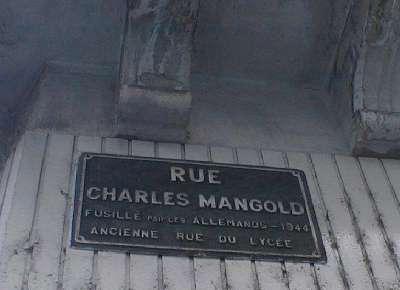 RUE
CHARLES MANGOLD
FUSILLÉ PAR LES ALLEMANDS - 1944
ANCIENNE RUE DU LYCÉE